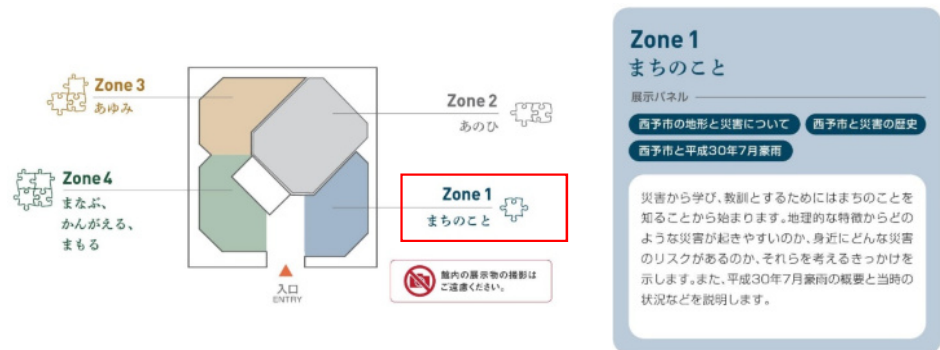 Zone 3
あゆみ
Zone 2
あのひ
Zone 4
まなぶ、
かんがえる、
まもる
Zone 1
まちのこと
入口
ENTRY
館内の展示物の撮影は
ご遠慮ください。
Zone 1
まちのこと
展示パネル
西予市の地形と災害について
西予市と災害の歴史
西予市と平成30年7月豪雨
災害から学び、教訓とするためにはまちのことを
知ることから始まります。地理的な特徴からどの
ような災害が起きやすいのか、身近にどんな災害
のリスクがあるのか、それらを考えるきっかけを
示します。また、平成30年7月豪雨の概要と当時の
状況などを説明します。